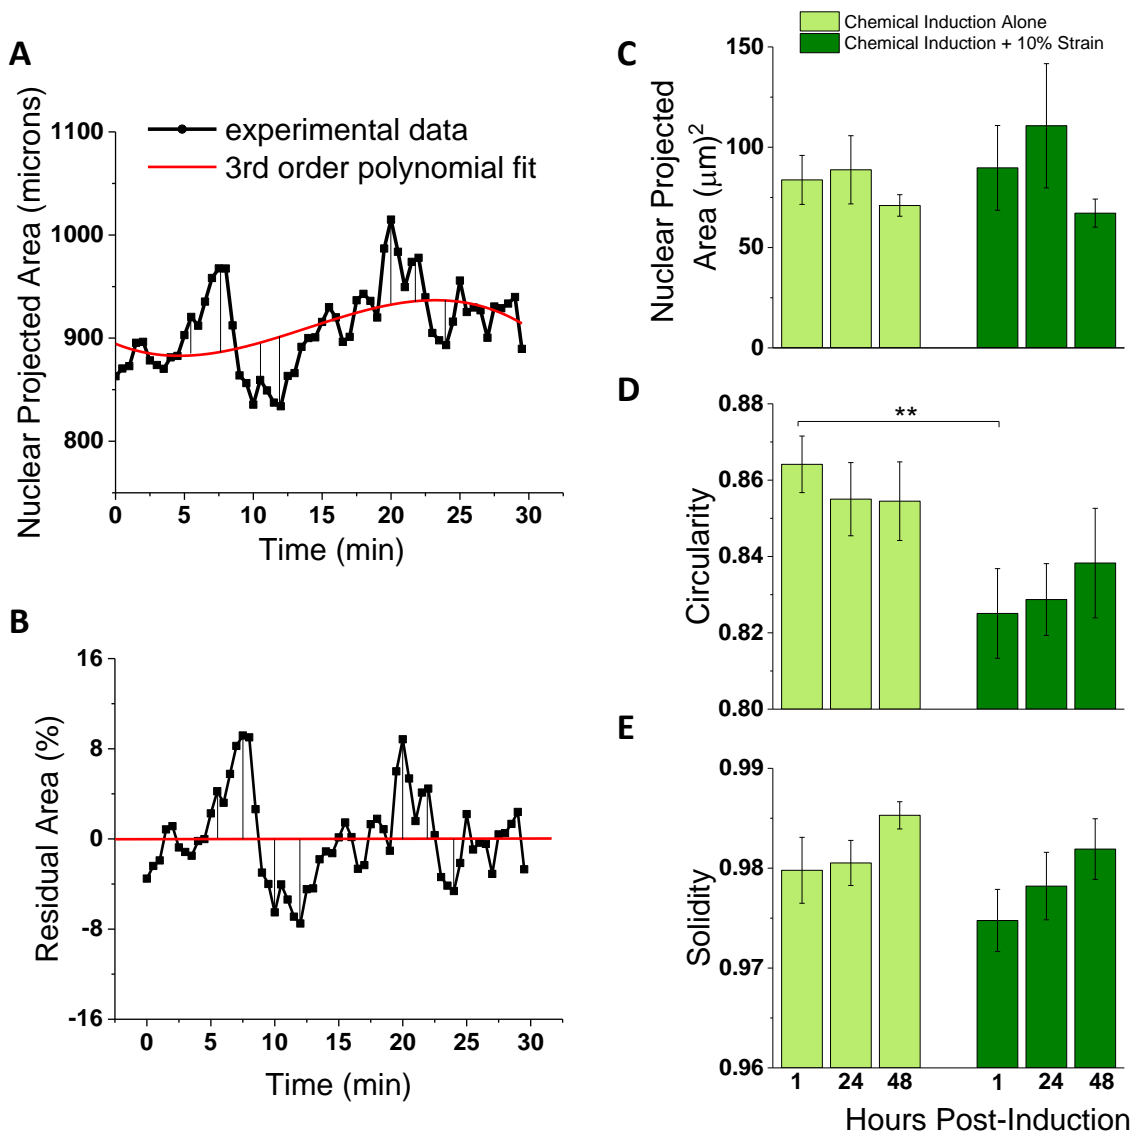 A
Nuclear Projected Area (microns)
1100
1000
900
800
experimental data
3rd order polynomial fit
0 5 10 15 20 25 30
Time (min)
B
Residual Area (%)
16
8
0
-8
-16
0 5 10 15 20 25 30
Time (min)
Chemical Induction Alone
Chemical Induction + 10% Strain
C
Nuclear Projected
Area (μm)²
150
100
50
0
D
Circularity
0.88
0.86
0.84
0.82
0.80
**
E
Solidity
0.99
0.98
0.97
0.96
1 24 48 1 24 48
Hours Post-Induction